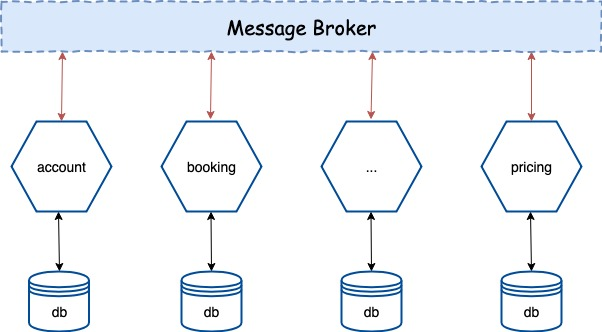 Message Broker
account
booking
...
pricing
db
db
db
db